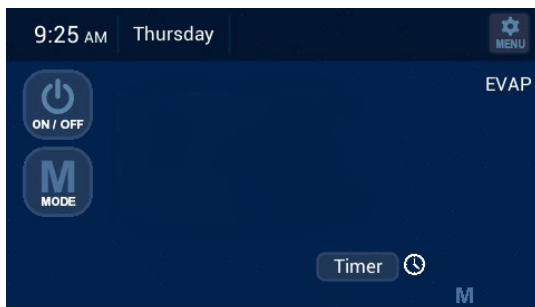 9:25 AM Thursday
MENU
EVAP
ON / OFF
M
MODE
Timer
M